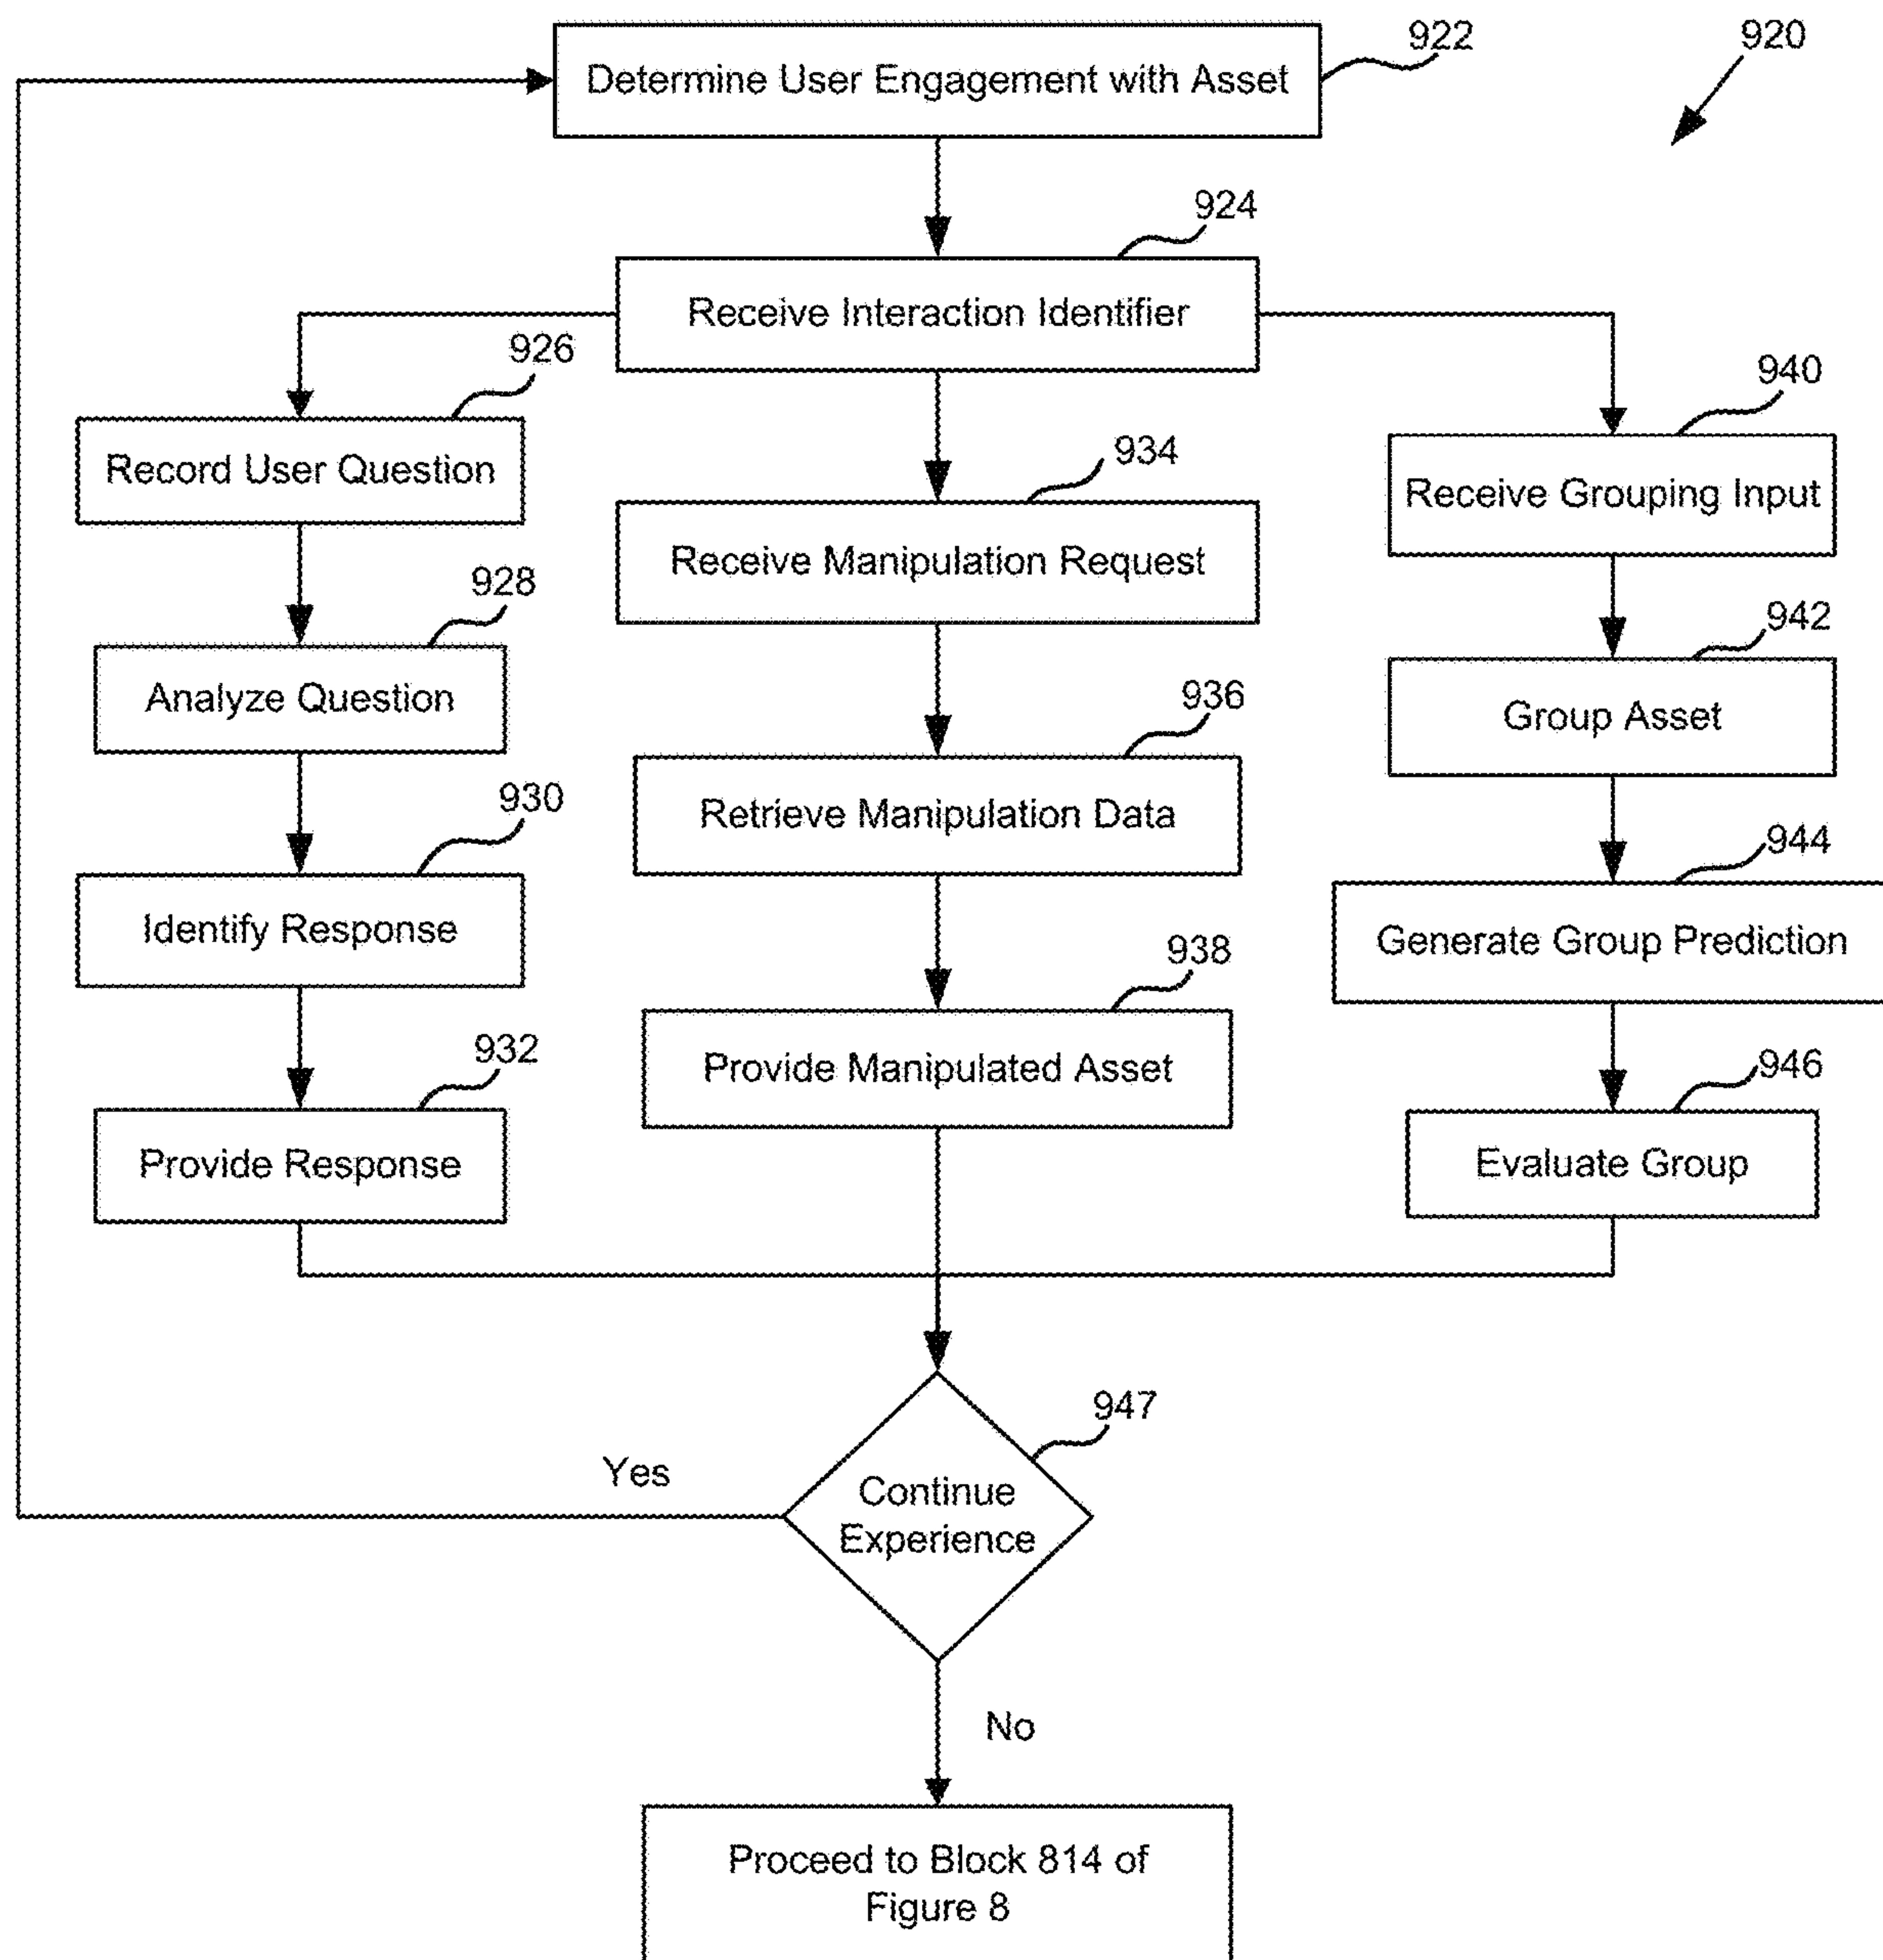 922
920
Determine User Engagement with Asset
924
Receive Interaction Identifier
926
Record User Question
928
Analyze Question
930
Identify Response
932
Provide Response
934
Receive Manipulation Request
936
Retrieve Manipulation Data
938
Provide Manipulated Asset
940
Receive Grouping Input
942
Group Asset
944
Generate Group Prediction
946
Evaluate Group
947
Continue
Experience
Yes
No
Proceed to Block 814 of
Figure 8